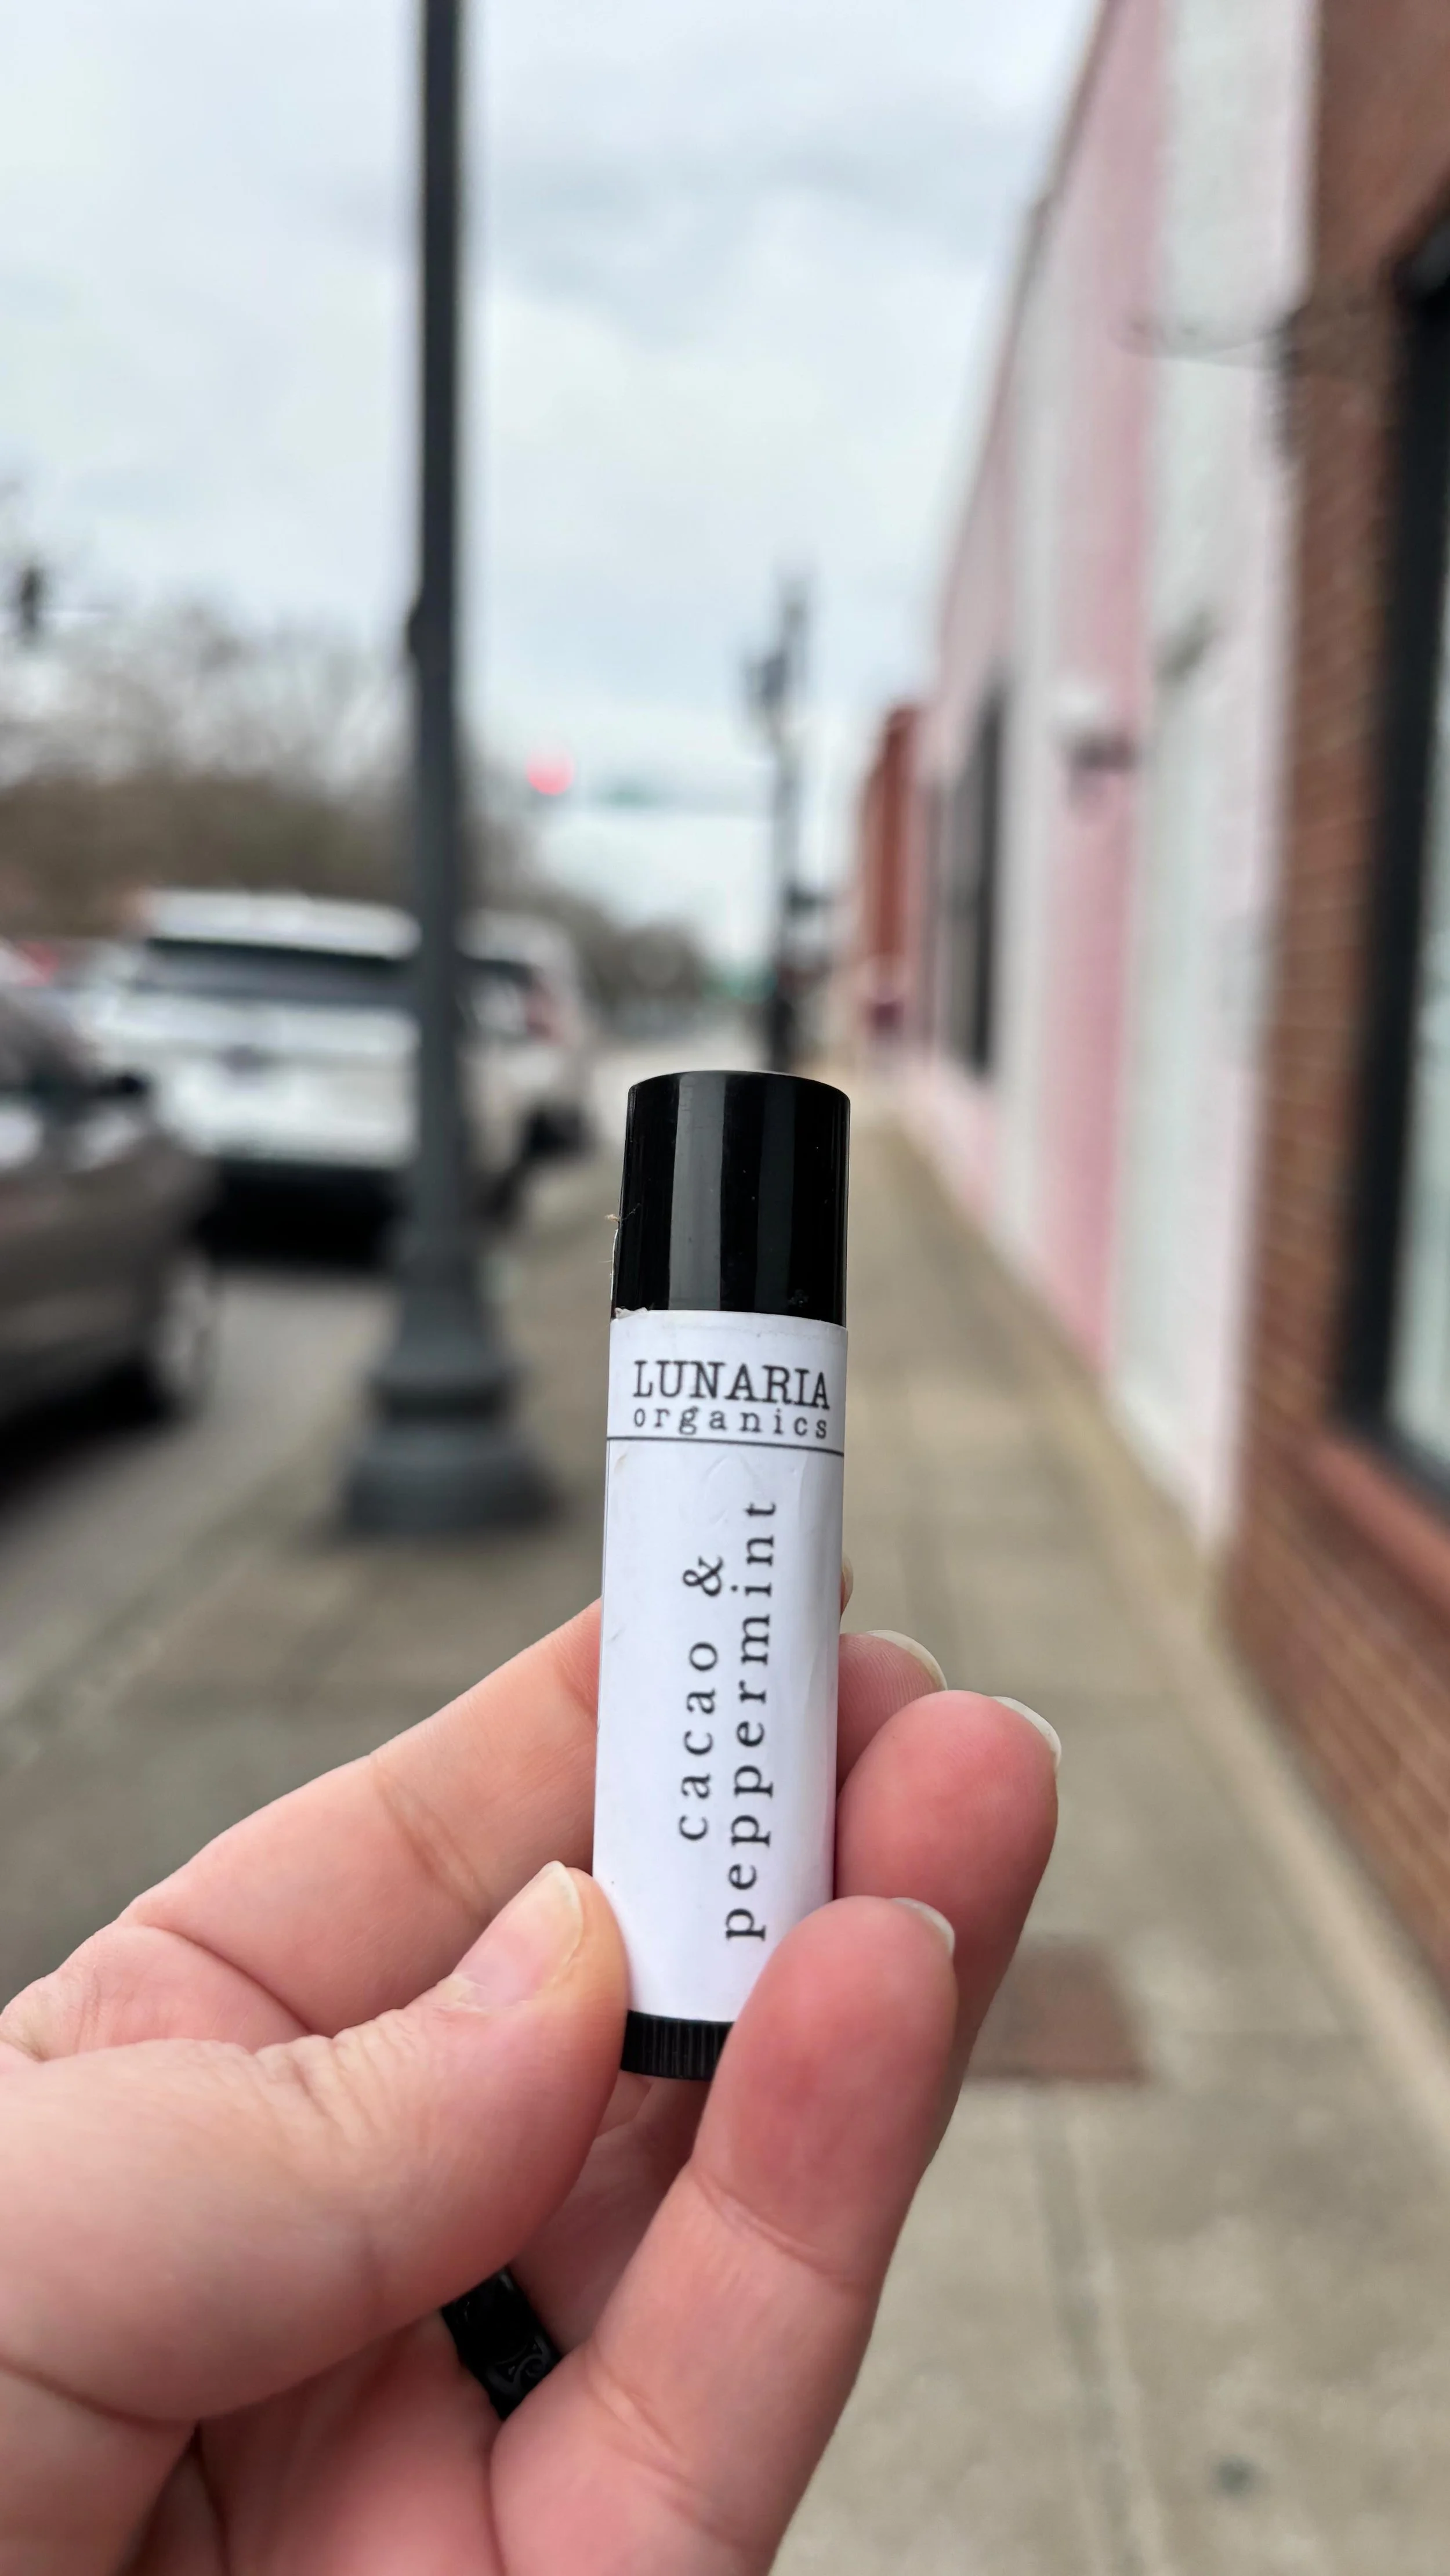 LUNARIA
organics
cacao &
peppermint